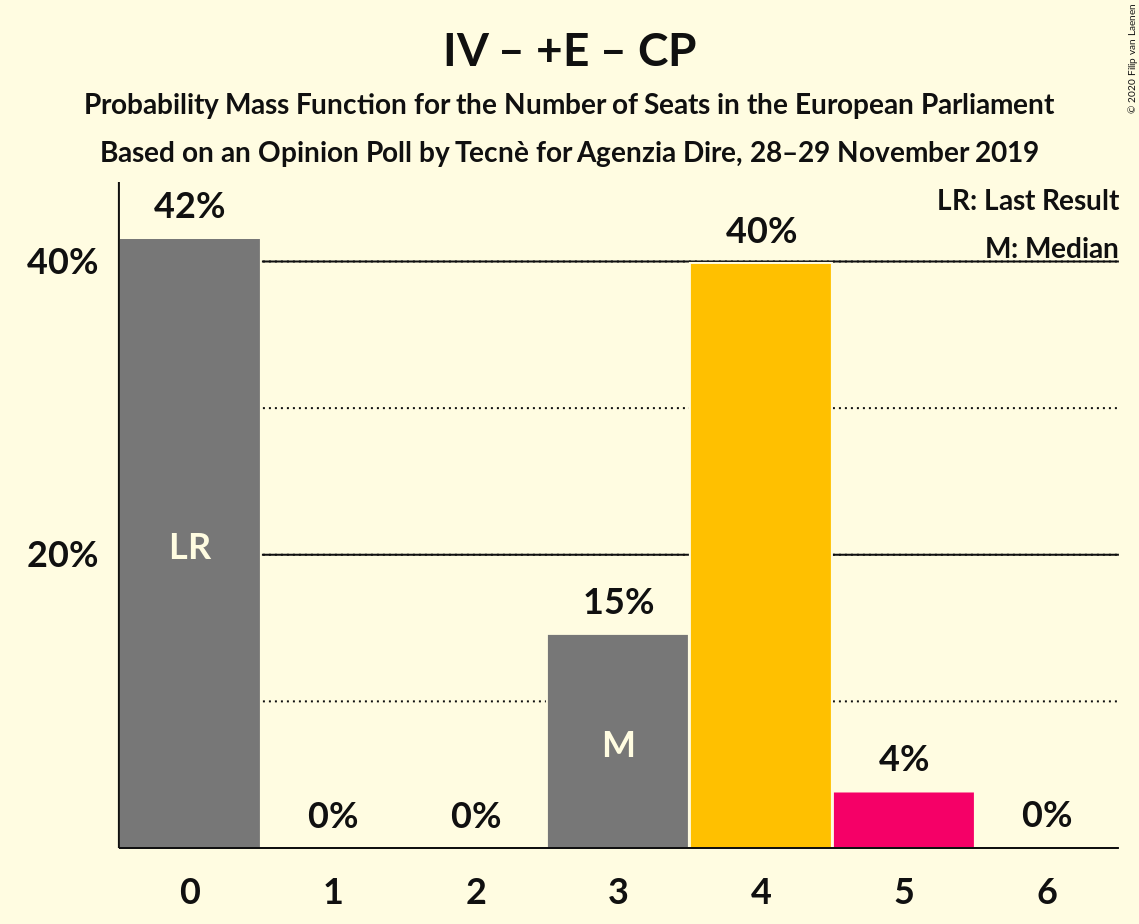 IV – +E – CP
Probability Mass Function for the Number of Seats in the European Parliament
Based on an Opinion Poll by Tecnè for Agenzia Dire, 28–29 November 2019
© 2020 Filip van Laenen
LR: Last Result
M: Median
42%
40%
40%
LR
20%
15%
M
4%
0%
0%
0%
0
1
2
3
4
5
6